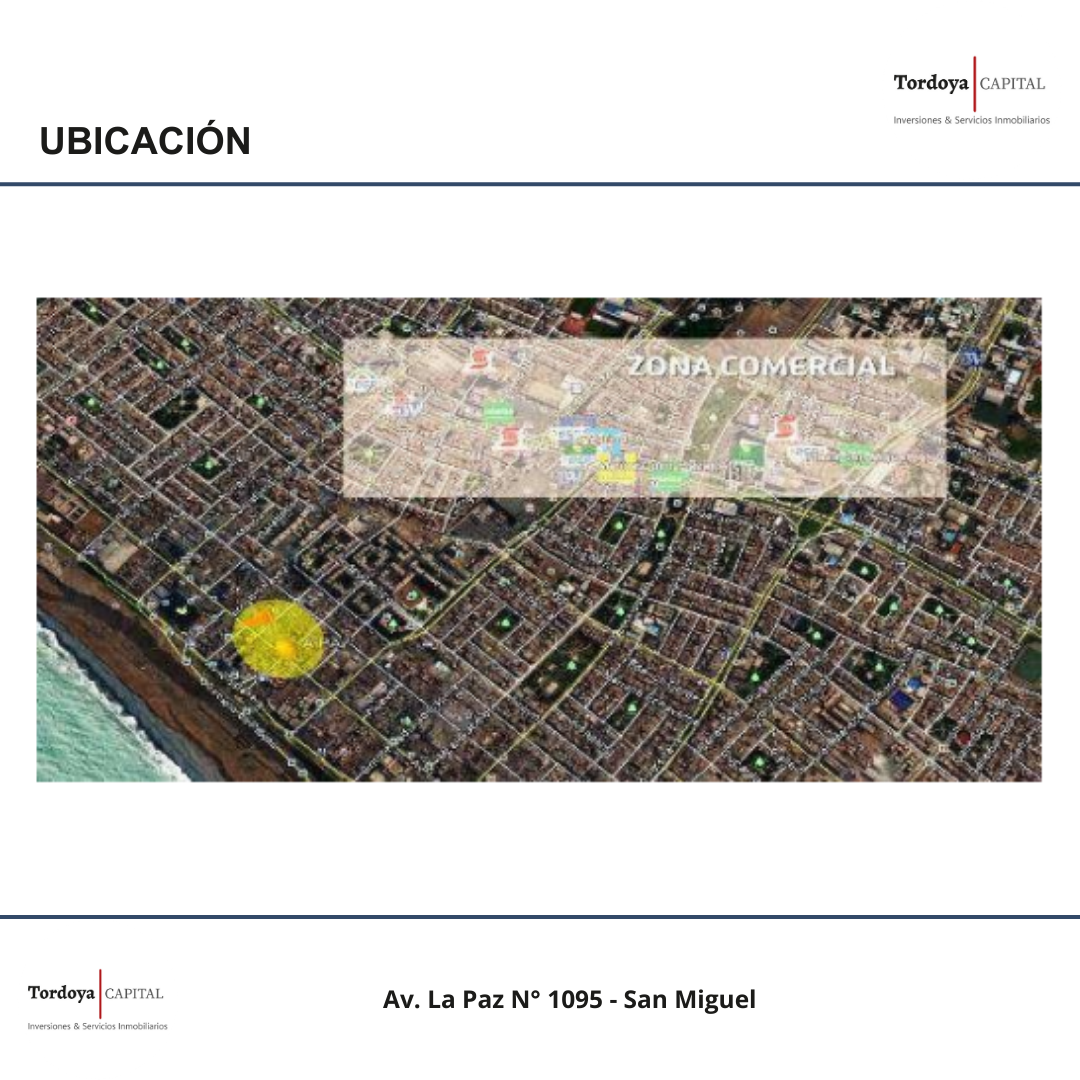 Tordoya CAPITAL
Inversiones & Servicios Inmobiliarios
UBICACIÓN
ZONA COMERCIAL
Tordoya CAPITAL
Inversiones & Servicios Inmobiliarios
Av. La Paz N° 1095 - San Miguel